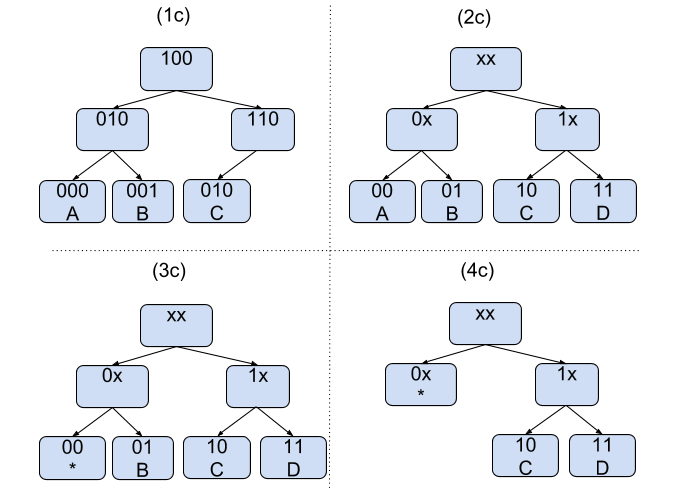 (1c)
100
010 110
000 001 010
A B C
(2c)
xx
0x 1x
00 01 10 11
A B C D
(3c)
xx
0x 1x
00 01 10 11
* B C D
(4c)
xx
0x 1x
*
10 11
C D